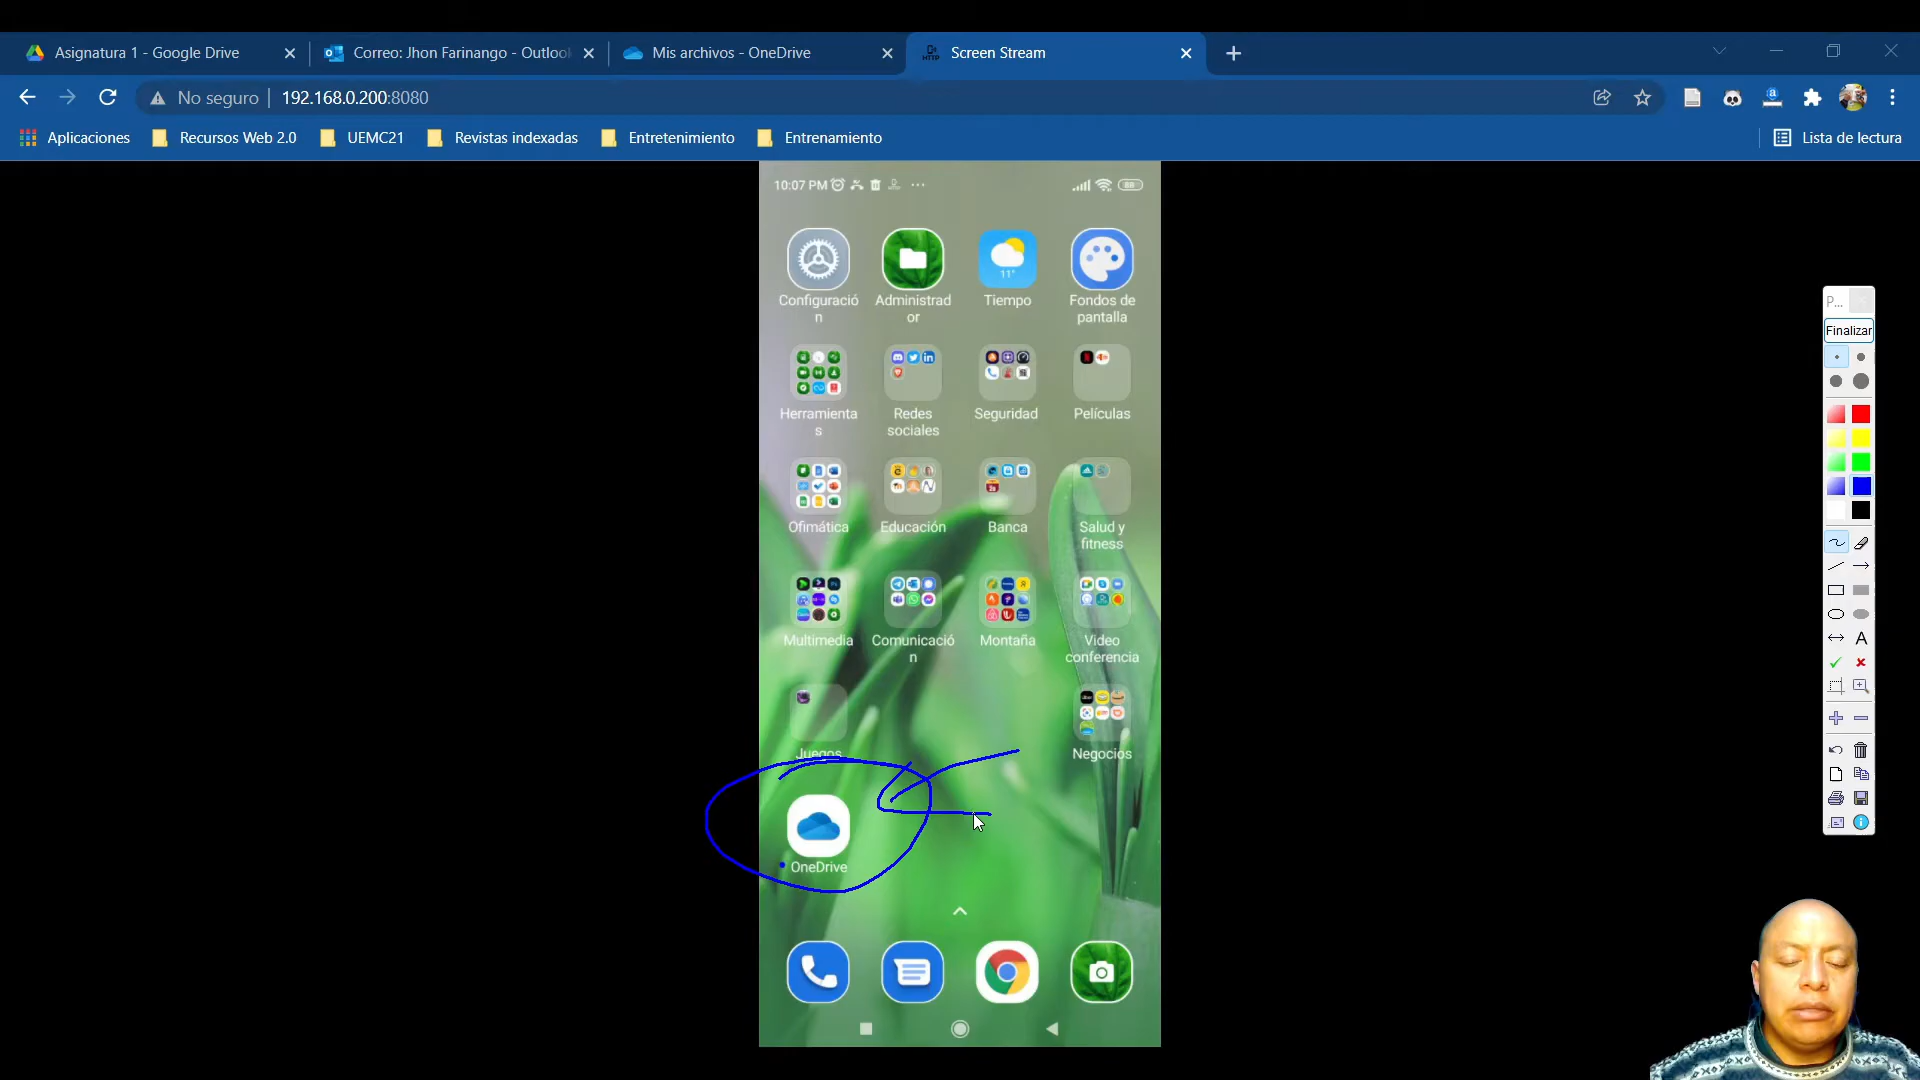 Asignatura 1 - Google Drive
Correo: Jhon Farinango - Outlook
Mis archivos - OneDrive
Screen Stream
No seguro
192.168.0.200:8080
Aplicaciones
Recursos Web 2.0
UEMC21
Revistas indexadas
Entretenimiento
Entrenamiento
Lista de lectura
10:07 PM
Configuració
n
Administrad
or
11°
Tiempo
Fondos de
pantalla
Herramienta
s
Redes
sociales
Seguridad
Películas
Ofimática
Educación
Banca
Salud y
fitness
Multimedia
Comunicació
n
Montaña
Video
conferencia
Juegos
Negocios
OneDrive
P...
Finalizar
A